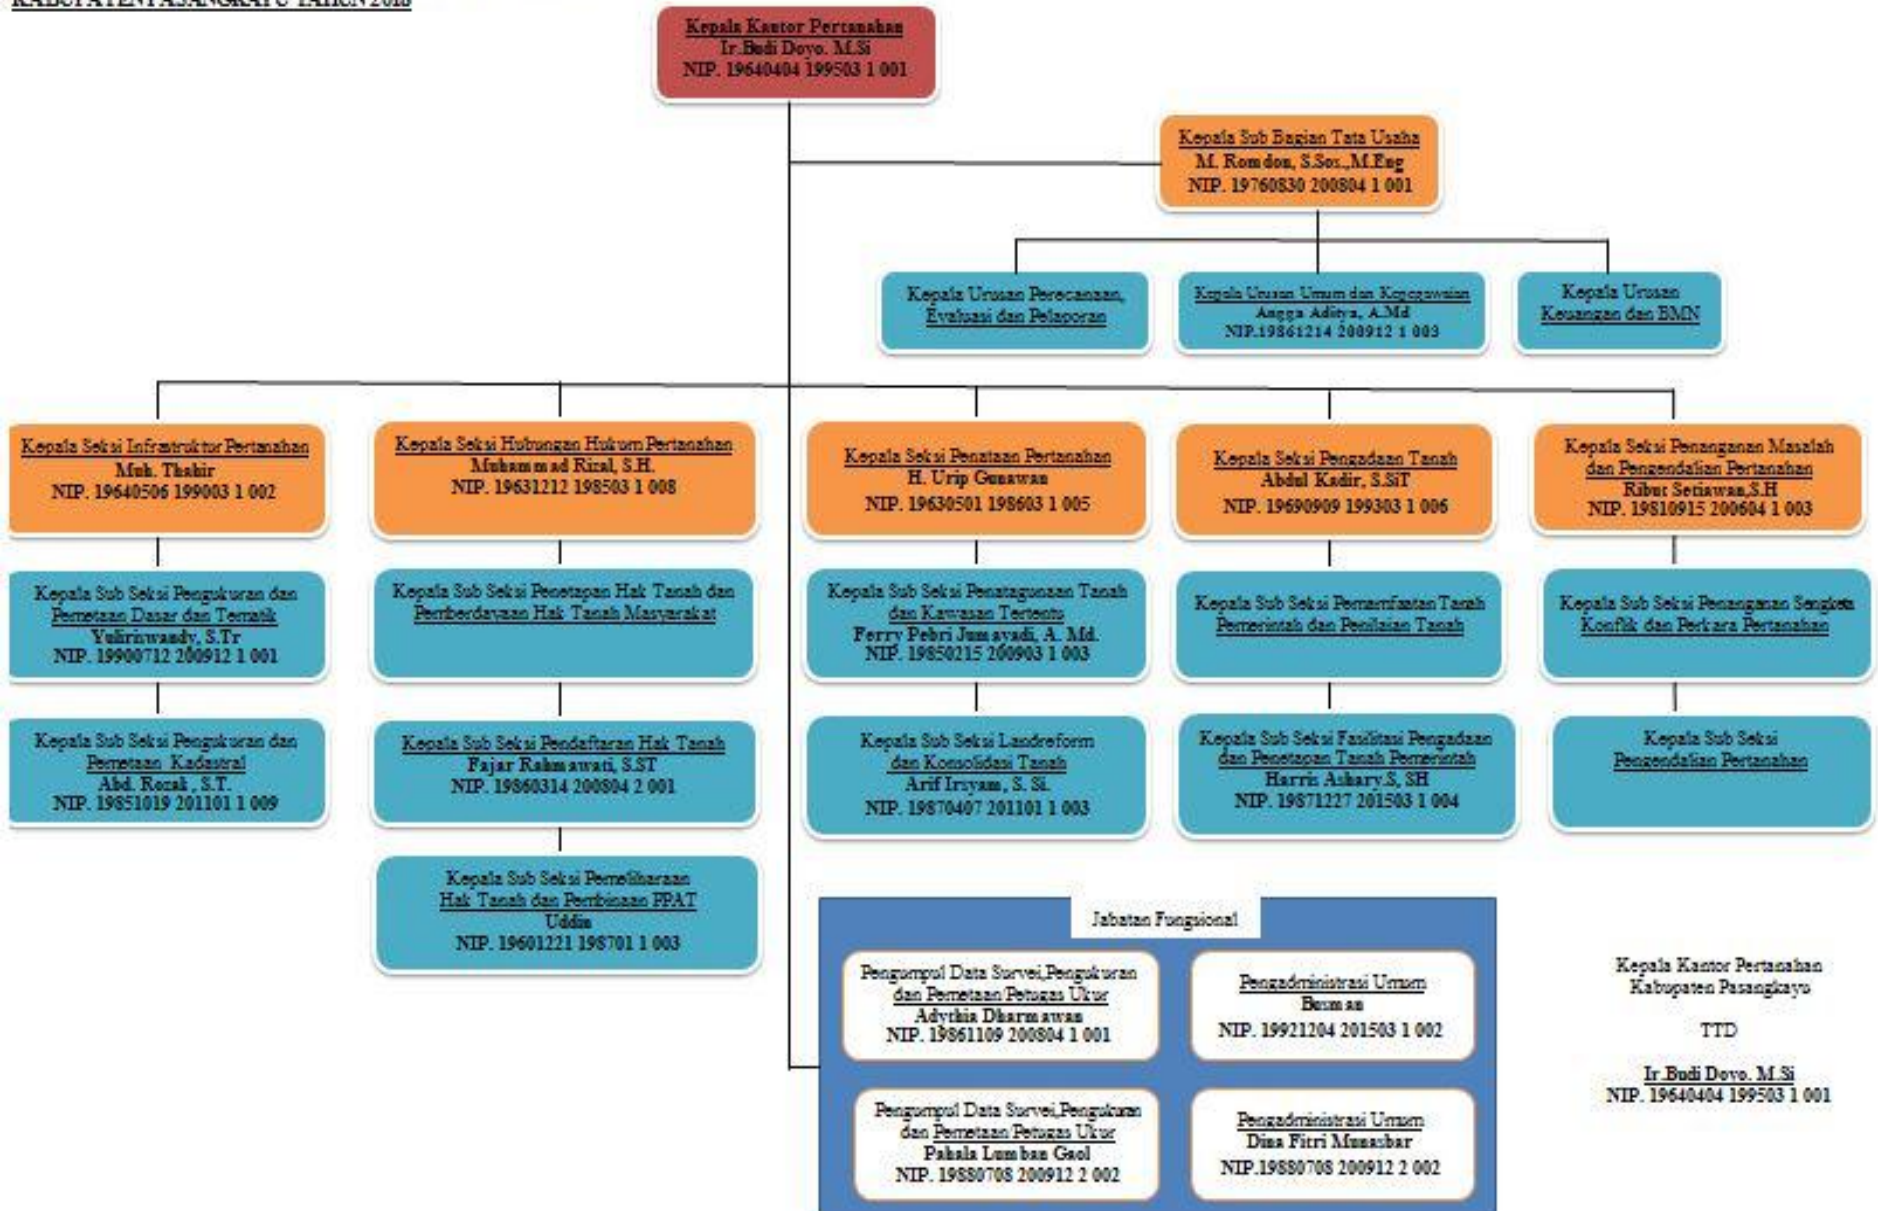 KABUPATEN PASANGKAYU TAHUN 2018
Kepala Kantor Pertanahan
Ir.Budi Doyo. M.Si
NIP. 19640404 199503 1 001
Kepala Sub Bagian Tata Usaha
M. Romdon, S.Sos.,M.Eng
NIP. 19760830 200804 1 001
Kepala Urusan Perecanaan,
Evaluasi dan Pelaporan
Kepala Urusan Umum dan Kepegawaian
Angga Aditya, A.Md
NIP.19861214 200912 1 003
Kepala Urusan
Keuangan dan BMN
Kepala Seksi Infrastruktur Pertanahan
Muh. Thahir
NIP. 19640506 199003 1 002
Kepala Seksi Hubungan Hukum Pertanahan
Muhammad Rizal, S.H.
NIP. 19631212 198503 1 008
Kepala Seksi Penataan Pertanahan
H. Urip Gunawan
NIP. 19630501 198603 1 005
Kepala Seksi Pengadaan Tanah
Abdul Kadir, S.SiT
NIP. 19690909 199303 1 006
Kepala Seksi Penanganan Masalah
dan Pengendalian Pertanahan
Ribut Setiawan,S.H
NIP. 19810915 200604 1 003
Kepala Sub Seksi Pengukuran dan
Pemetaan Dasar dan Tematik
Yuliriswandy, S.Tr
NIP. 19900712 200912 1 001
Kepala Sub Seksi Penetapan Hak Tanah dan
Pemberdayaan Hak Tanah Masyarakat
Kepala Sub Seksi Penatagunaan Tanah
dan Kawasan Tertents
Ferry Pebri Jumayadi, A. Md.
NIP. 19850215 200903 1 003
Kepala Sub Seksi Pemamfaatan Tanah
Pemerintah dan Penilaian Tanah
Kepala Sub Seksi Penanganan Sengketa
Konflik dan Perkara Pertanahan
Kepala Sub Seksi Pengukuran dan
Pemetaan Kadastral
Abd. Rozak , S.T.
NIP. 19851019 201101 1 009
Kepala Sub Seksi Pendaftaran Hak Tanah
Fajar Rahmawati, S.ST
NIP. 19860314 200804 2 001
Kepala Sub Seksi Landreform
dan Konsolidasi Tanah
Arif Irsyam, S. Si.
NIP. 19870407 201101 1 003
Kepala Sub Seksi Fasilitasi Pengadaan
dan Penetapan Tanah Pemerintah
Harris Ashary.S, SH
NIP. 19871227 201503 1 004
Kepala Sub Seksi
Pengendalian Pertanahan
Kepala Sub Seksi Pemeliharaan
Hak Tanah dan Pembinaan PPAT
Uddin
NIP. 19601221 198701 1 003
Jabatan Fungsional
Pengumpul Data Survei,Pengukuran
dan Pemetaan/Petugas Ukur
Adythia Dharmawan
NIP. 19861109 200804 1 001
Pengadministrasi Umum
Busman
NIP. 19921204 201503 1 002
Pengumpul Data Survei,Pengukuran
dan Pemetaan/Petugas Ukur
Pahala Lumban Gaol
NIP. 19880708 200912 2 002
Pengadministrasi Umum
Dina Fitri Munasbar
NIP.19880708 200912 2 002
Kepala Kantor Pertanahan
Kabupaten Pasangkayu
TTD
Ir.Budi Doyo. M.Si
NIP. 19640404 199503 1 001